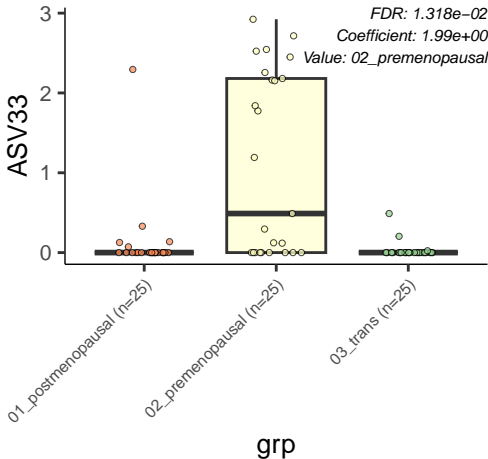 FDR: 1.318e−02
Coefficient: 1.99e+00
Value: 02_premenopausal
ASV33
3
2
1
0
01_postmenopausal (n=25)
02_premenopausal (n=25)
03_trans (n=25)
grp